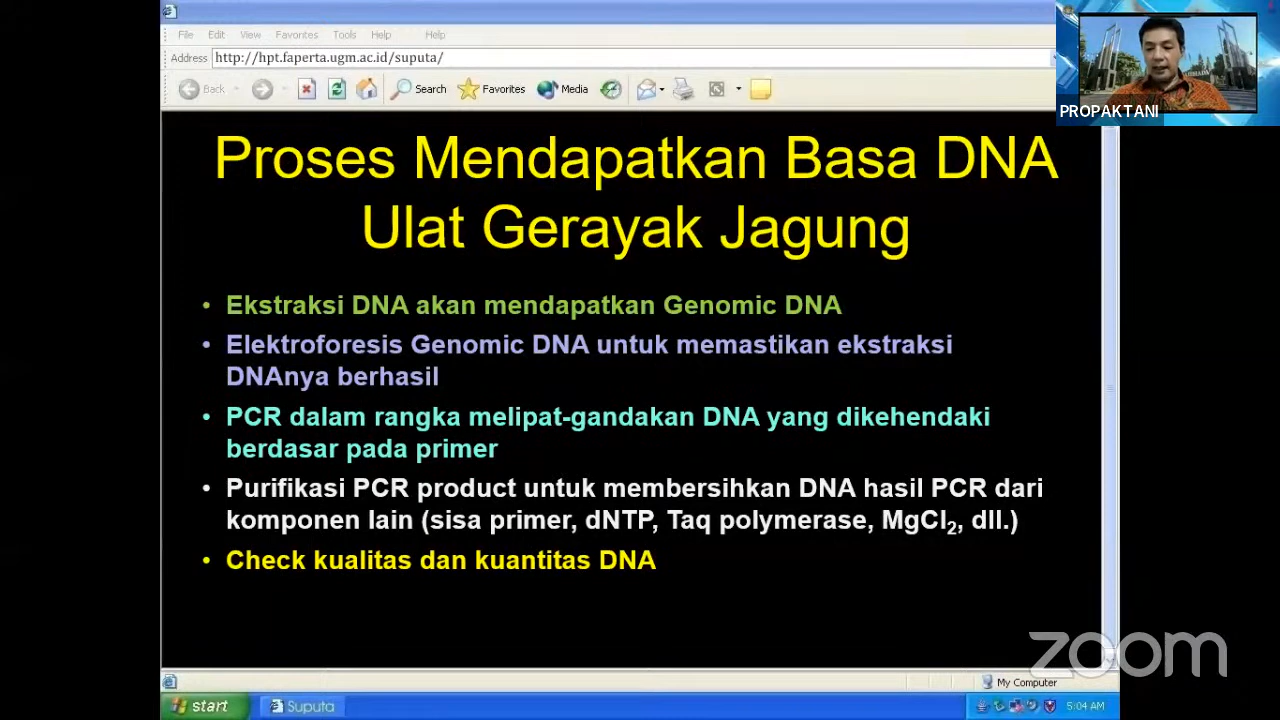 File Edit View Favorites Tools Help Help
Address http://hpt.faperta.ugm.ac.id/suputa/
Back Search Favorites Media
PROPAKTANI
Proses Mendapatkan Basa DNA
Ulat Gerayak Jagung
• Ekstraksi DNA akan mendapatkan Genomic DNA
• Elektroforesis Genomic DNA untuk memastikan ekstraksi
DNAnya berhasil
• PCR dalam rangka melipat-gandakan DNA yang dikehendaki
berdasar pada primer
• Purifikasi PCR product untuk membersihkan DNA hasil PCR dari
komponen lain (sisa primer, dNTP, Taq polymerase, MgCl₂, dll.)
• Check kualitas dan kuantitas DNA
zoom
My Computer
start Suputa 5:04 AM